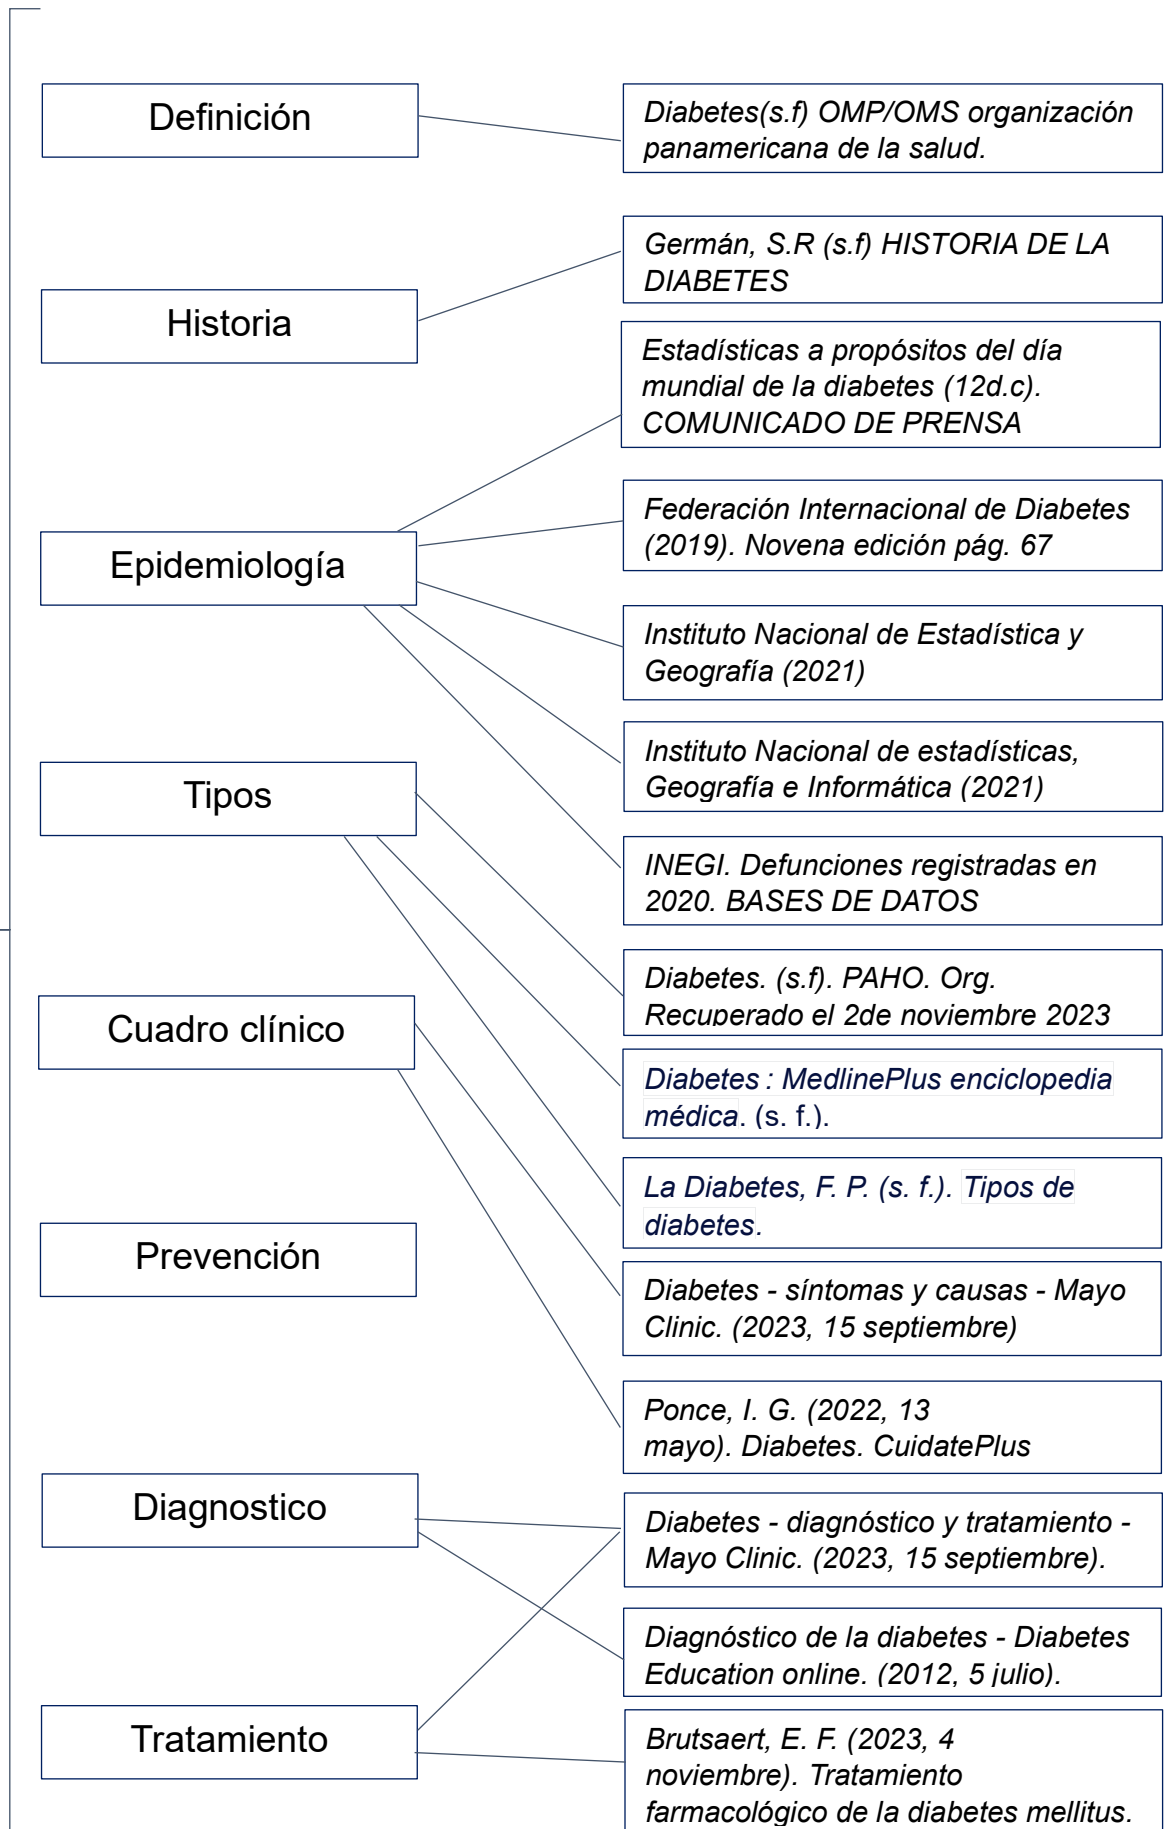 Definición
Diabetes(s.f) OMP/OMS organización
panamericana de la salud.
Historia
Germán, S.R (s.f) HISTORIA DE LA
DIABETES
Epidemiología
Estadísticas a propósitos del día
mundial de la diabetes (12d.c).
COMUNICADO DE PRENSA
Federación Internacional de Diabetes
(2019). Novena edición pág. 67
Instituto Nacional de Estadística y
Geografía (2021)
Instituto Nacional de estadísticas,
Geografía e Informática (2021)
INEGI. Defunciones registradas en
2020. BASES DE DATOS
Tipos
Diabetes. (s.f). PAHO. Org.
Recuperado el 2de noviembre 2023
Diabetes : MedlinePlus enciclopedia
médica. (s. f.).
La Diabetes, F. P. (s. f.). Tipos de
diabetes.
Cuadro clínico
Diabetes - síntomas y causas - Mayo
Clinic. (2023, 15 septiembre)
Ponce, I. G. (2022, 13
mayo). Diabetes. CuidatePlus
Prevención
Diagnostico
Diabetes - diagnóstico y tratamiento -
Mayo Clinic. (2023, 15 septiembre).
Diagnóstico de la diabetes - Diabetes
Education online. (2012, 5 julio).
Tratamiento
Brutsaert, E. F. (2023, 4
noviembre). Tratamiento
farmacológico de la diabetes mellitus.